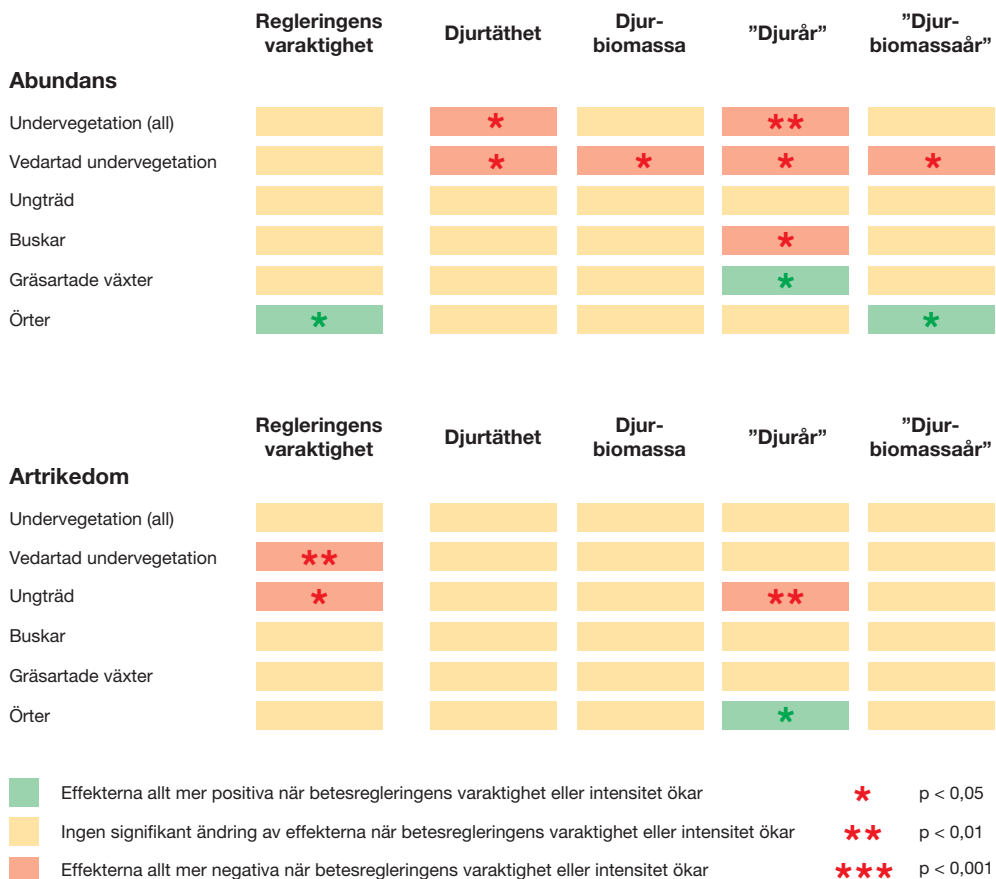 Regleringens varaktighet Djurtäthet Djur- biomassa ”Djurår” ”Djur- biomassaår”
Abundans
Undervegetation (all) * **
Vedartad undervegetation * * * *
Ungträd
Buskar *
Gräsartade växter *
Örter * *
Regleringens varaktighet Djurtäthet Djur- biomassa ”Djurår” ”Djur- biomassaår”
Artrikedom
Undervegetation (all)
Vedartad undervegetation **
Ungträd * **
Buskar
Gräsartade växter
Örter *
Effekterna allt mer positiva när betesregleringens varaktighet eller intensitet ökar * p < 0,05
Ingen signifikant ändring av effekterna när betesregleringens varaktighet eller intensitet ökar ** p < 0,01
Effekterna allt mer negativa när betesregleringens varaktighet eller intensitet ökar *** p < 0,001